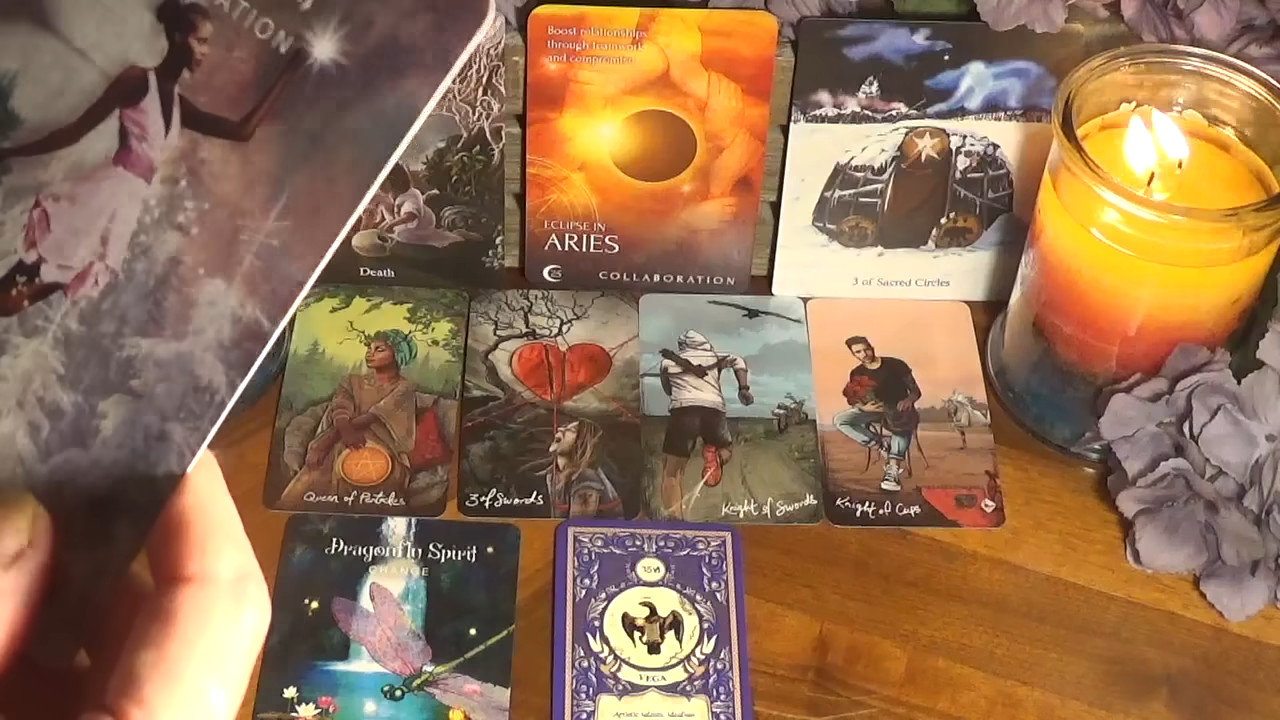 Boost relationships
through teamwork
and compromise
ECLIPSE IN
ARIES
25
COLLABORATION
Death
3 of Sacred Circles
Queen of Pentacles
3 of Swords
Knight of Swords
Knight of Cups
Dragonfly Spirit
CHANGE
VEGA